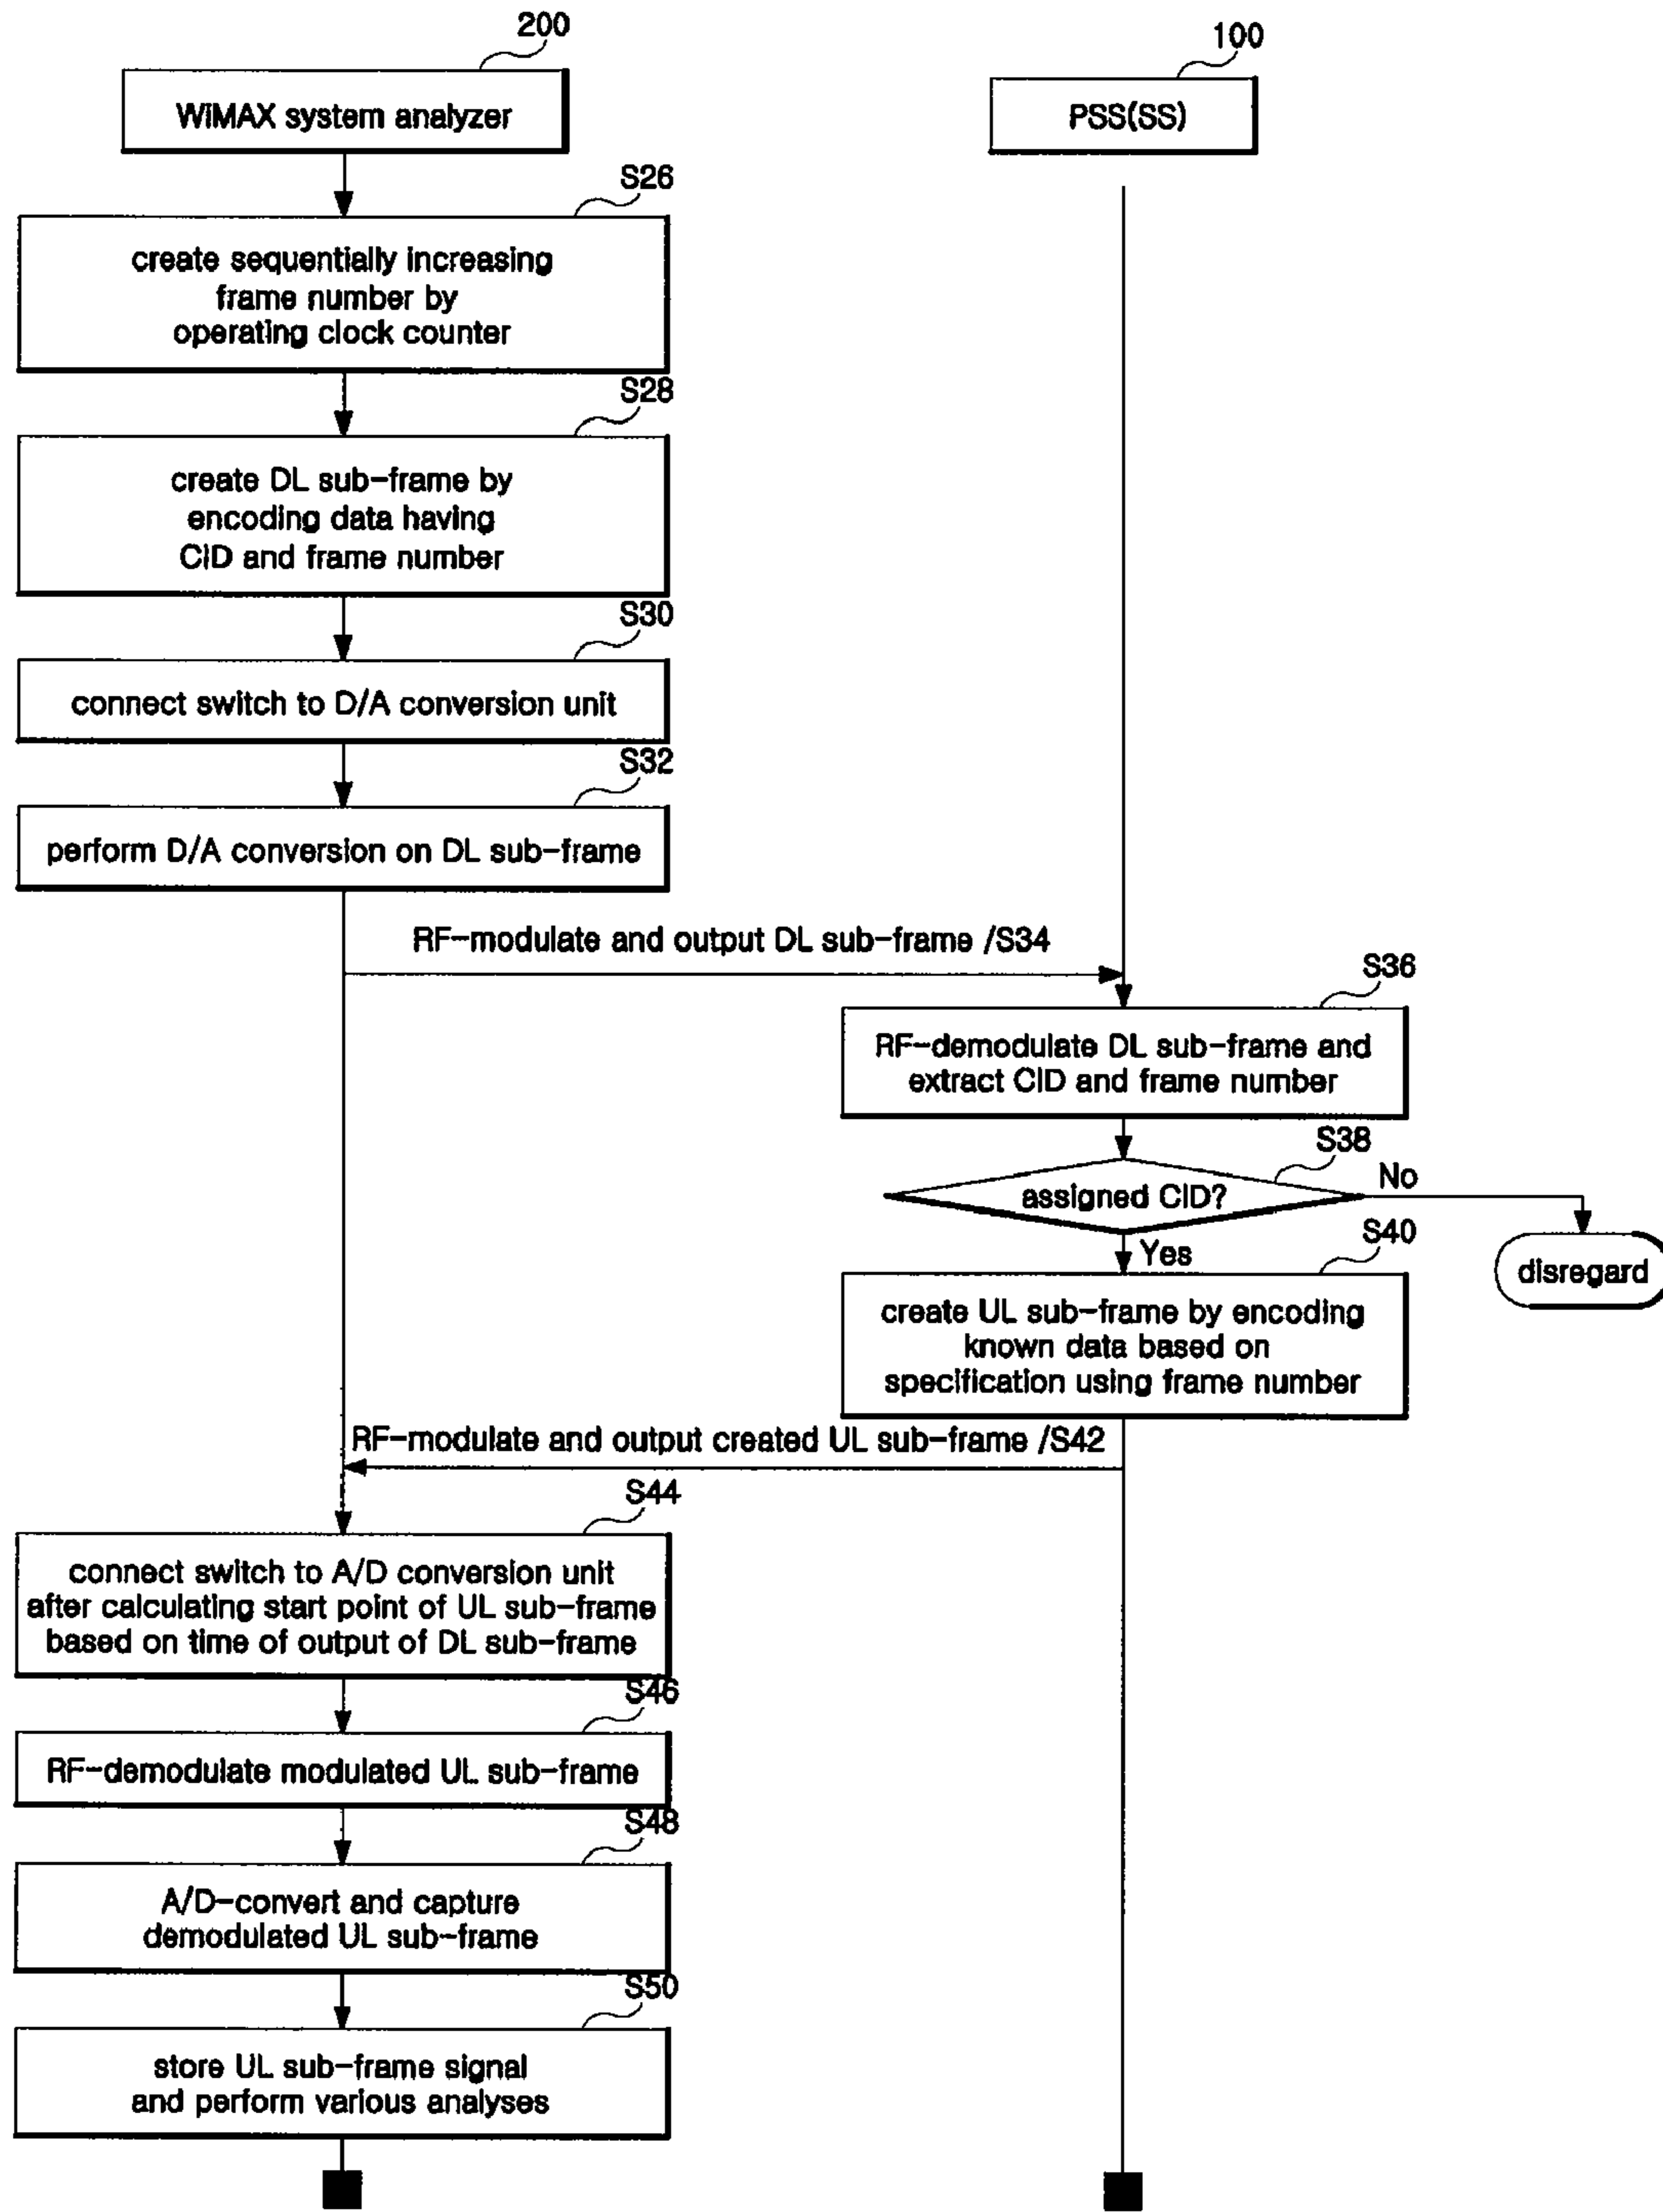 200
WIMAX system analyzer
100
PSS(SS)
S26
create sequentially increasing
frame number by
operating clock counter
S28
create DL sub-frame by
encoding data having
CID and frame number
S30
connect switch to D/A conversion unit
S32
perform D/A conversion on DL sub-frame
RF-modulate and output DL sub-frame /S34
S36
RF-demodulate DL sub-frame and
extract CID and frame number
S38
assigned CID?
No
disregard
Yes
S40
create UL sub-frame by encoding
known data based on
specification using frame number
RF-modulate and output created UL sub-frame /S42
S44
connect switch to A/D conversion unit
after calculating start point of UL sub-frame
based on time of output of DL sub-frame
S46
RF-demodulate modulated UL sub-frame
S48
A/D-convert and capture
demodulated UL sub-frame
S50
store UL sub-frame signal
and perform various analyses